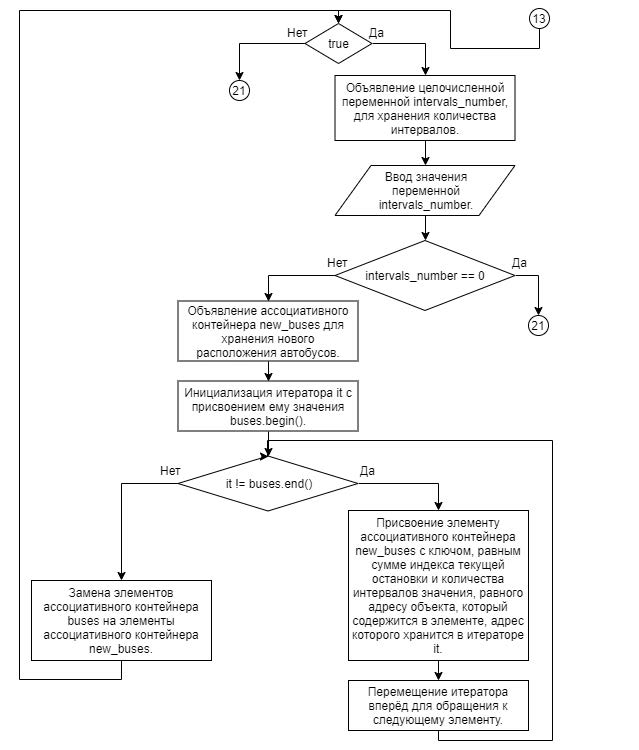 13
Нет
Да
true
21
Объявление целочисленной
переменной intervals_number,
для хранения количества
интервалов.
Ввод значения
переменной
intervals_number.
Нет
Да
intervals_number == 0
21
Объявление ассоциативного
контейнера new_buses для
хранения нового
расположения автобусов.
Инициализация итератора it с
присвоением ему значения
buses.begin().
Нет
Да
it != buses.end()
Присвоение элементу
ассоциативного контейнера
new_buses с ключом, равным
сумме индекса текущей
остановки и количества
интервалов значения, равного
адресу объекта, который
содержится в элементе, адрес
которого хранится в итераторе
it.
Замена элементов
ассоциативного контейнера
buses на элементы
ассоциативного контейнера
new_buses.
Перемещение итератора
вперёд для обращения к
следующему элементу.